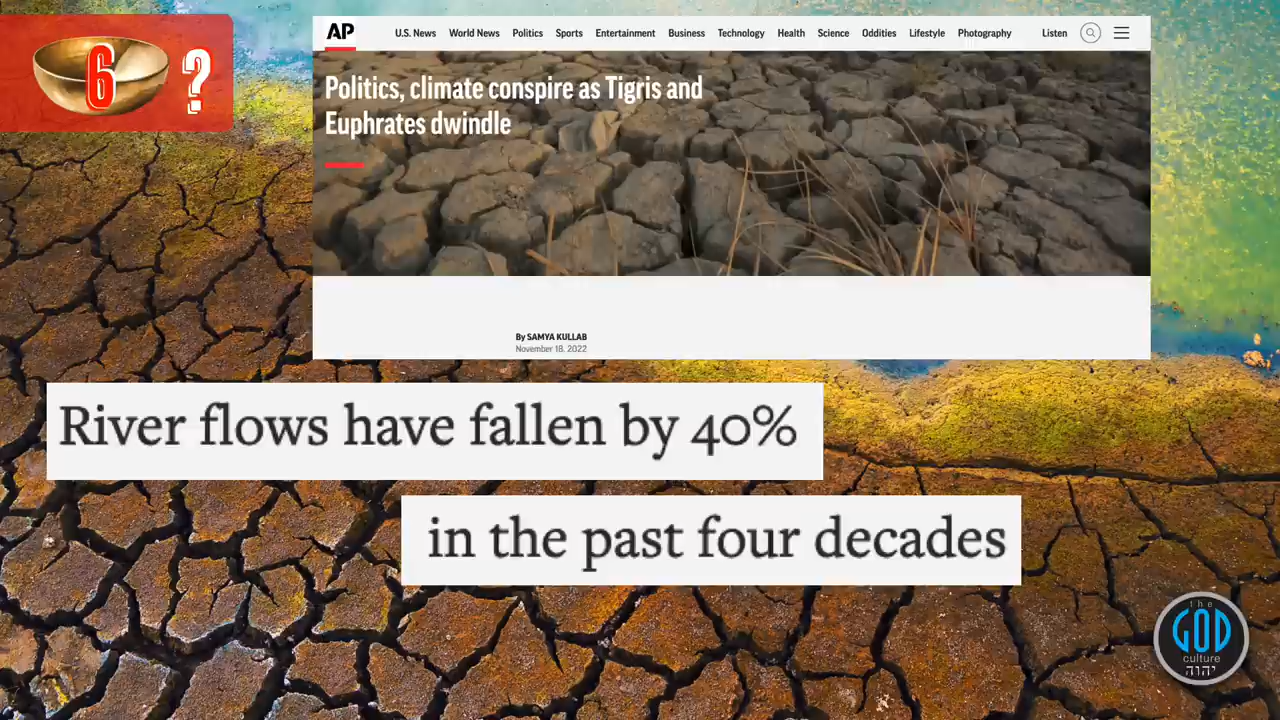 6 ?
AP
U.S. News World News Politics Sports Entertainment Business Technology Health Science Oddities Lifestyle Photography Listen
Politics, climate conspire as Tigris and
Euphrates dwindle
By SAMYA KULLAB
November 18, 2022
River flows have fallen by 40%
in the past four decades
the
GOD
culture
יהוה